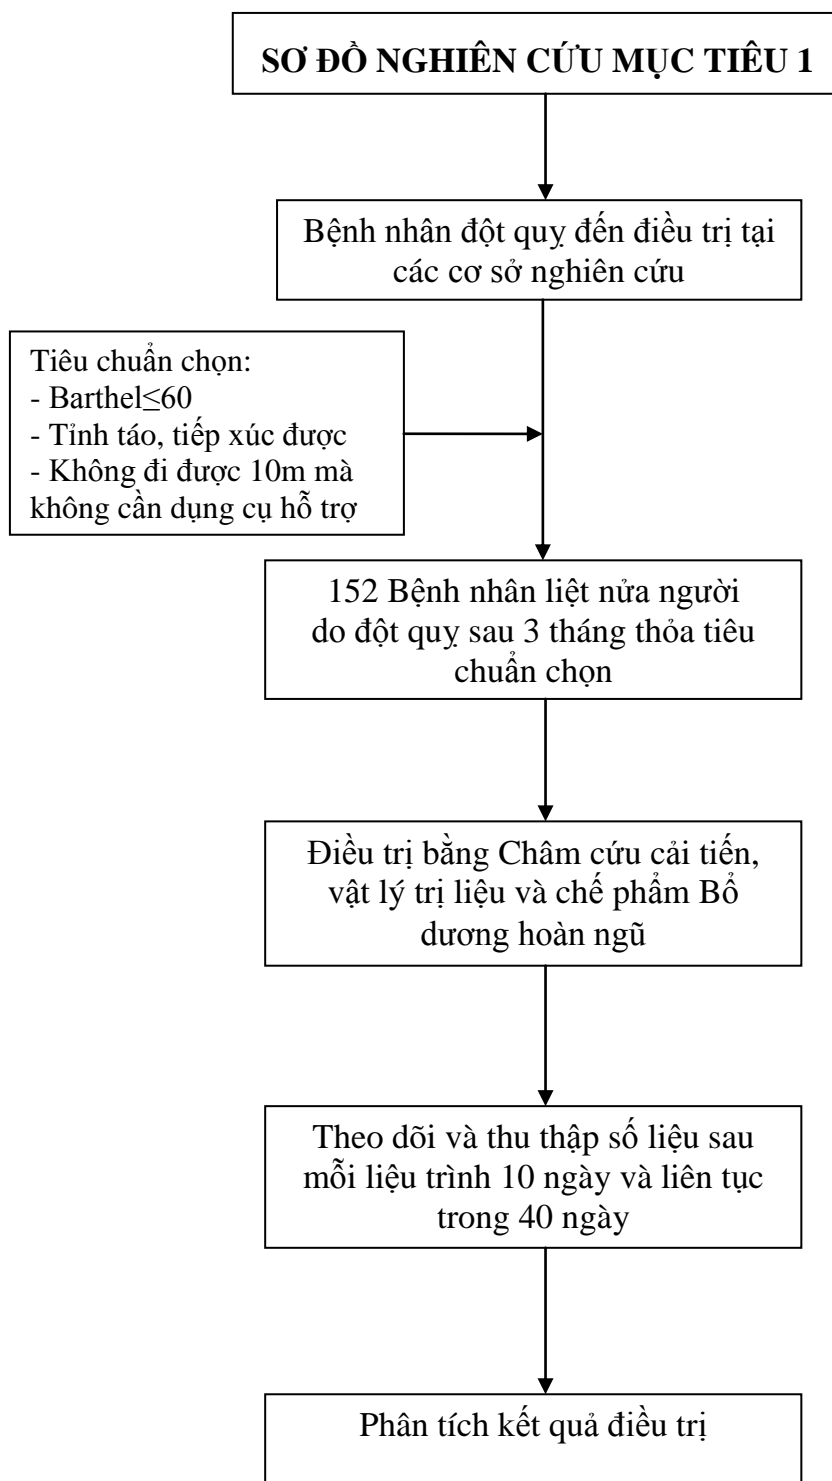 SƠ ĐỒ NGHIÊN CỨU MỤC TIÊU 1
Bệnh nhân đột quỵ đến điều trị tại
các cơ sở nghiên cứu
Tiêu chuẩn chọn:
- Barthel≤60
- Tỉnh táo, tiếp xúc được
- Không đi được 10m mà
không cần dụng cụ hỗ trợ
152 Bệnh nhân liệt nửa người
do đột quỵ sau 3 tháng thỏa tiêu
chuẩn chọn
Điều trị bằng Châm cứu cải tiến,
vật lý trị liệu và chế phẩm Bổ
dương hoàn ngũ
Theo dõi và thu thập số liệu sau
mỗi liệu trình 10 ngày và liên tục
trong 40 ngày
Phân tích kết quả điều trị